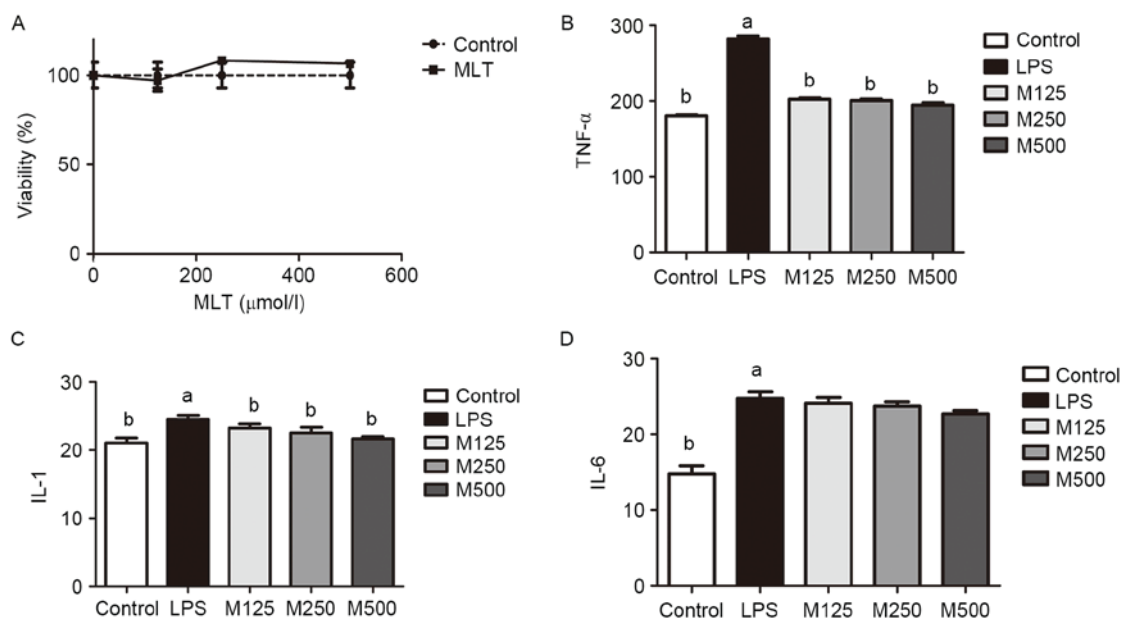 A
Control
MLT
100
50
0
Viability (%)
0
200
400
600
MLT (μmol/l)
B
300
200
100
0
TNF-α
b
a
b
b
b
Control
LPS
M125
M250
M500
Control
LPS
M125
M250
M500
C
30
20
10
0
IL-1
b
a
b
b
b
Control
LPS
M125
M250
M500
Control
LPS
M125
M250
M500
D
30
20
10
0
IL-6
b
a
Control
LPS
M125
M250
M500
Control
LPS
M125
M250
M500